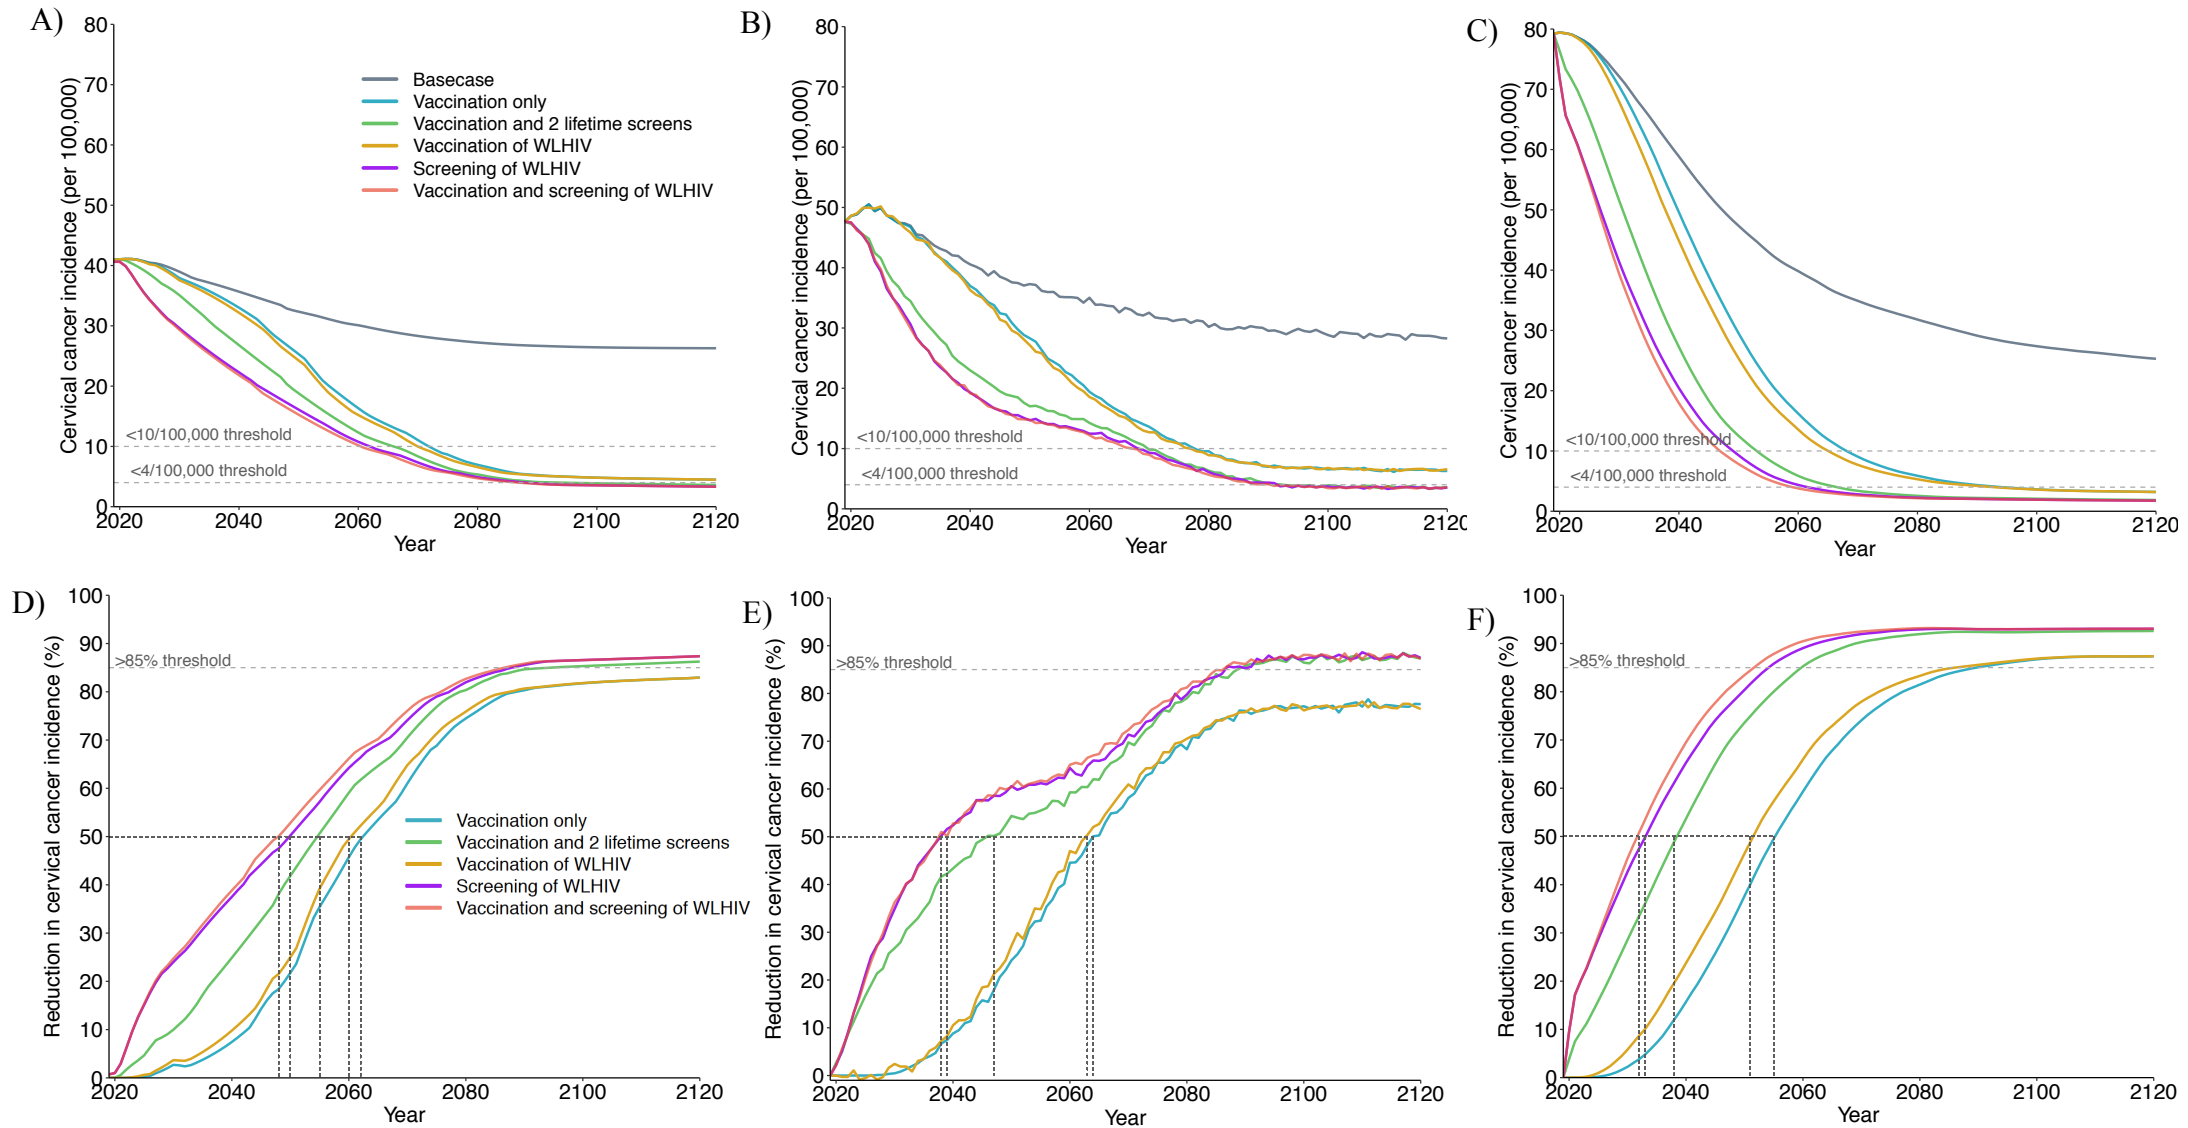 A)
Cervical cancer incidence (per 100,000)
80
70
60
50
40
30
20
10
0
Basecase
Vaccination only
Vaccination and 2 lifetime screens
Vaccination of WLHIV
Screening of WLHIV
Vaccination and screening of WLHIV
<10/100,000 threshold
<4/100,000 threshold
2020 2040 2060 2080 2100 2120
Year
B)
Cervical cancer incidence (per 100,000)
80
70
60
50
40
30
20
10
0
<10/100,000 threshold
<4/100,000 threshold
2020 2040 2060 2080 2100 2120
Year
C)
Cervical cancer incidence (per 100,000)
80
70
60
50
40
30
20
10
0
<10/100,000 threshold
<4/100,000 threshold
2020 2040 2060 2080 2100 2120
Year
D)
Reduction in cervical cancer incidence (%)
100
90
80
70
60
50
40
30
20
10
0
>85% threshold
Vaccination only
Vaccination and 2 lifetime screens
Vaccination of WLHIV
Screening of WLHIV
Vaccination and screening of WLHIV
2020 2040 2060 2080 2100 2120
Year
E)
Reduction in cervical cancer incidence (%)
100
90
80
70
60
50
40
30
20
10
0
>85% threshold
2020 2040 2060 2080 2100 2120
Year
F)
Reduction in cervical cancer incidence (%)
100
90
80
70
60
50
40
30
20
10
0
>85% threshold
2020 2040 2060 2080 2100 2120
Year